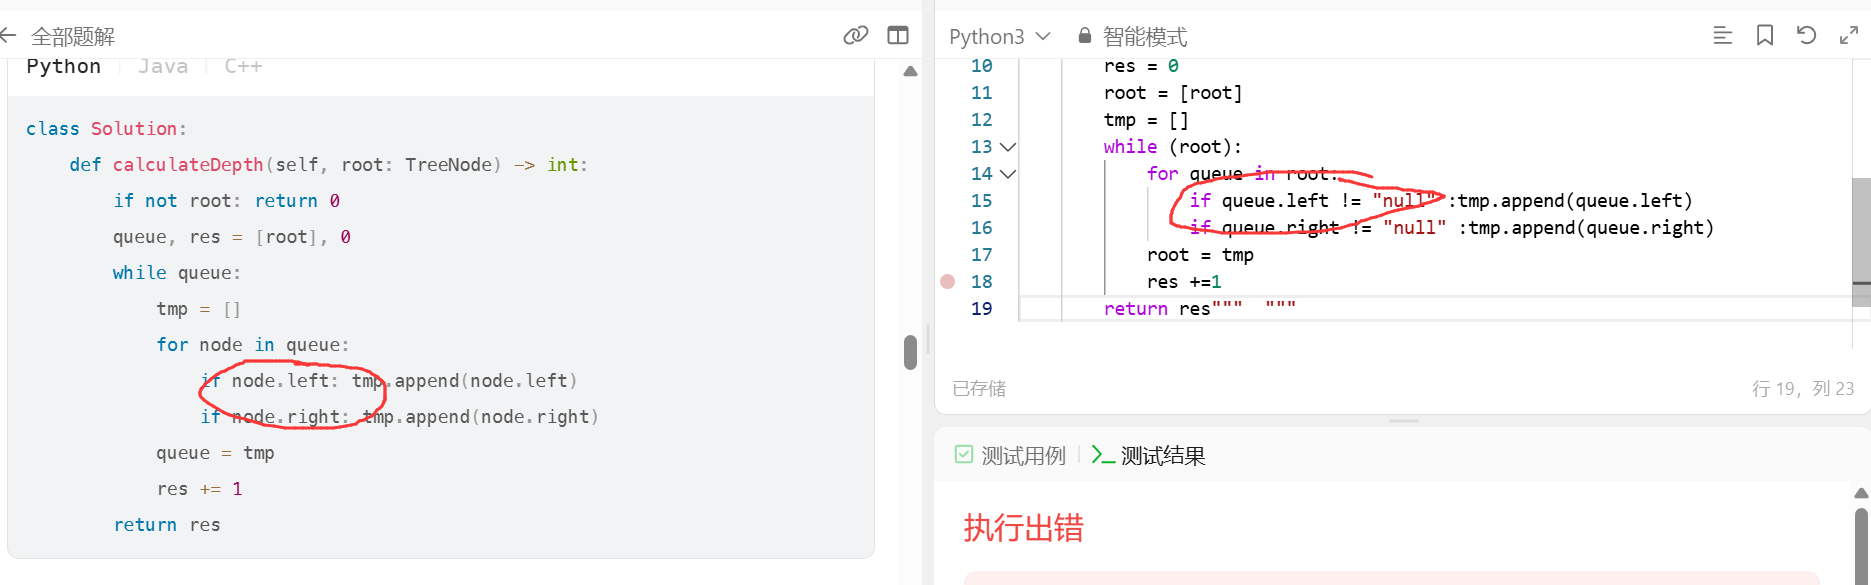 全部题解
Python Java C++
class Solution:
def calculateDepth(self, root: TreeNode) -> int:
if not root: return 0
queue, res = [root], 0
while queue:
tmp = []
for node in queue:
if node.left: tmp.append(node.left)
if node.right: tmp.append(node.right)
queue = tmp
res += 1
return res
Python3 智能模式
10 res = 0
11 root = [root]
12 tmp = []
13 while (root):
14 for queue in root:
15 if queue.left != "null" :tmp.append(queue.left)
16 if queue.right != "null" :tmp.append(queue.right)
17 root = tmp
18 res +=1
19 return res""" """
已存储 行 19, 列 23
测试用例 测试结果
执行出错